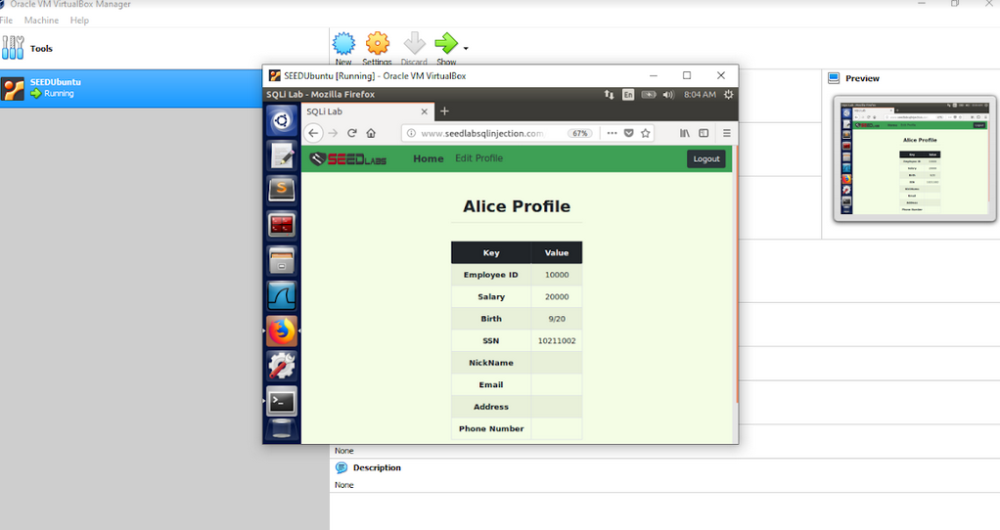 Oracle VM VirtualBox Manager
File Machine Help
Tools
New Settings Discard Show
SEEDUbuntu
Running
Preview
SEEDUbuntu [Running] - Oracle VM VirtualBox
SQLi Lab - Mozilla Firefox
En
8:04 AM
SQLi Lab
www.seedlabsqlinjection.com
67%
SEEDLABS
Home Edit Profile Logout
Alice Profile
Key Value
Employee ID 10000
Salary 20000
Birth 9/20
SSN 10211002
NickName
Email
Address
Phone Number
None
Description
None